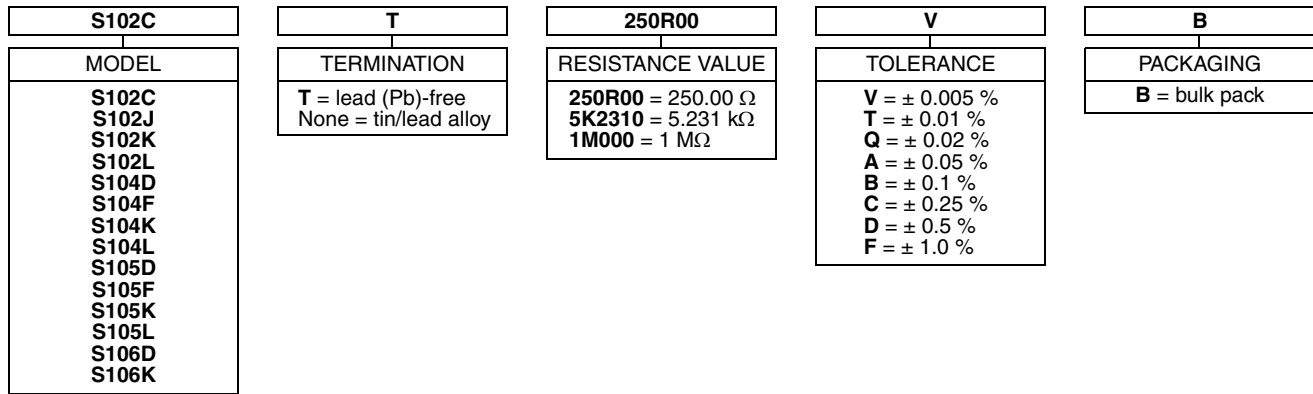 S102C
MODEL
S102C
S102J
S102K
S102L
S104D
S104F
S104K
S104L
S105D
S105F
S105K
S105L
S106D
S106K
T
TERMINATION
T = lead (Pb)-free
None = tin/lead alloy
250R00
RESISTANCE VALUE
250R00 = 250.00 Ω
5K2310 = 5.231 kΩ
1M000 = 1 MΩ
V
TOLERANCE
V = ± 0.005 %
T = ± 0.01 %
Q = ± 0.02 %
A = ± 0.05 %
B = ± 0.1 %
C = ± 0.25 %
D = ± 0.5 %
F = ± 1.0 %
B
PACKAGING
B = bulk pack